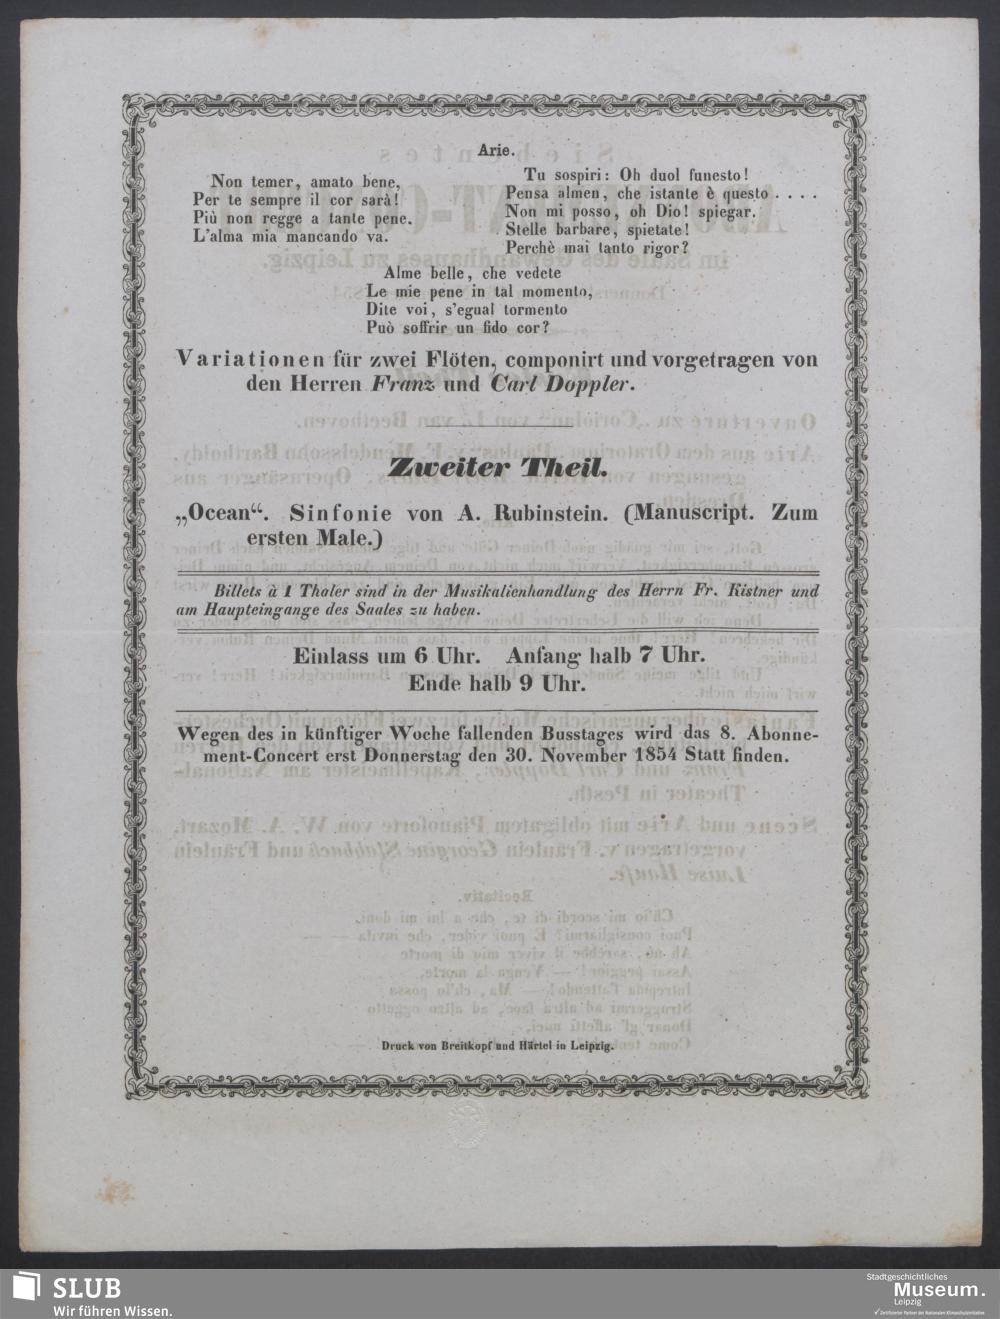 Arie.
Non temer, amato bene,
Per te sempre il cor sarà!
Più non regge a tante pene.
L'alma mia mancando va.
Tu sospiri: Oh duol funesto!
Pensa almen, che istante è questo . . . .
Non mi posso, oh Dio! spiegar.
Stelle barbare, spietate!
Perchè mai tanto rigor?
Alme belle, che vedete
Le mie pene in tal momento,
Dite voi, s'egual tormento
Può soffrir un fido cor?
Variationen für zwei Flöten, componirt und vorgetragen von
den Herren Franz und Carl Doppler.
Zweiter Theil.
„Ocean“. Sinfonie von A. Rubinstein. (Manuscript. Zum
ersten Male.)
Billets à 1 Thaler sind in der Musikalienhandlung des Herrn Fr. Kistner und
am Haupteingange des Saales zu haben.
Einlass um 6 Uhr. Anfang halb 7 Uhr.
Ende halb 9 Uhr.
Wegen des in künftiger Woche fallenden Busstages wird das 8. Abonne-
ment-Concert erst Donnerstag den 30. November 1854 Statt finden.
Druck von Breitkopf und Härtel in Leipzig.
SLUB
Wir führen Wissen.
Stadtgeschichtliches
Museum.
Leipzig
Zertifizierter Partner der Nationalen Klimaschutzinitiative